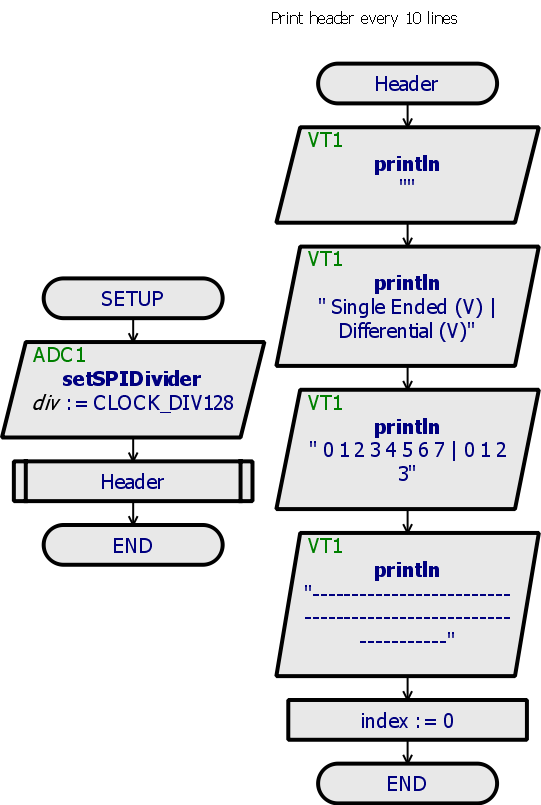 Print header every 10 lines
SETUP
ADC1
setSPIDivider
div := CLOCK_DIV128
Header
END
Header
VT1
println
""
VT1
println
" Single Ended (V) |
Differential (V)"
VT1
println
" 0 1 2 3 4 5 6 7 | 0 1 2
3"
VT1
println
"--------------------------
---------------------------
-----------"
index := 0
END